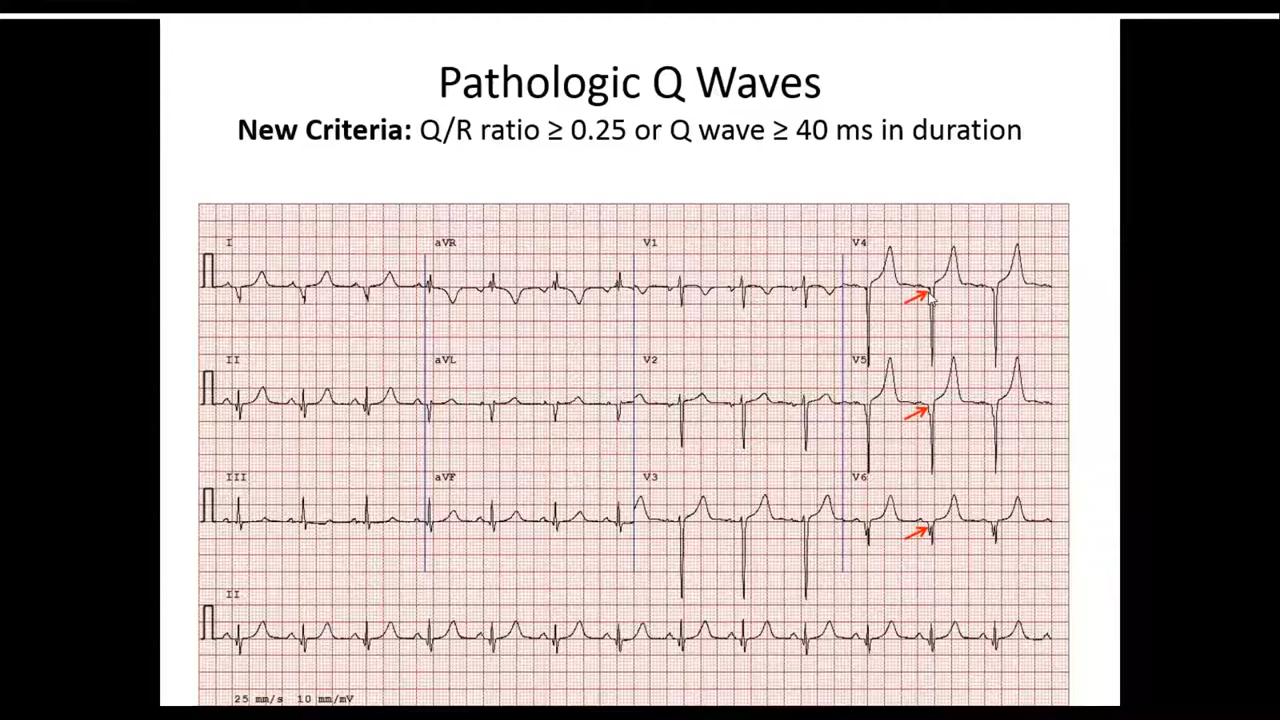 Pathologic Q Waves
New Criteria: Q/R ratio ≥ 0.25 or Q wave ≥ 40 ms in duration
I aVR V1 V4
II aVL V2 V5
III aVF V3 V6
II
25 mm/s 10 mm/mV